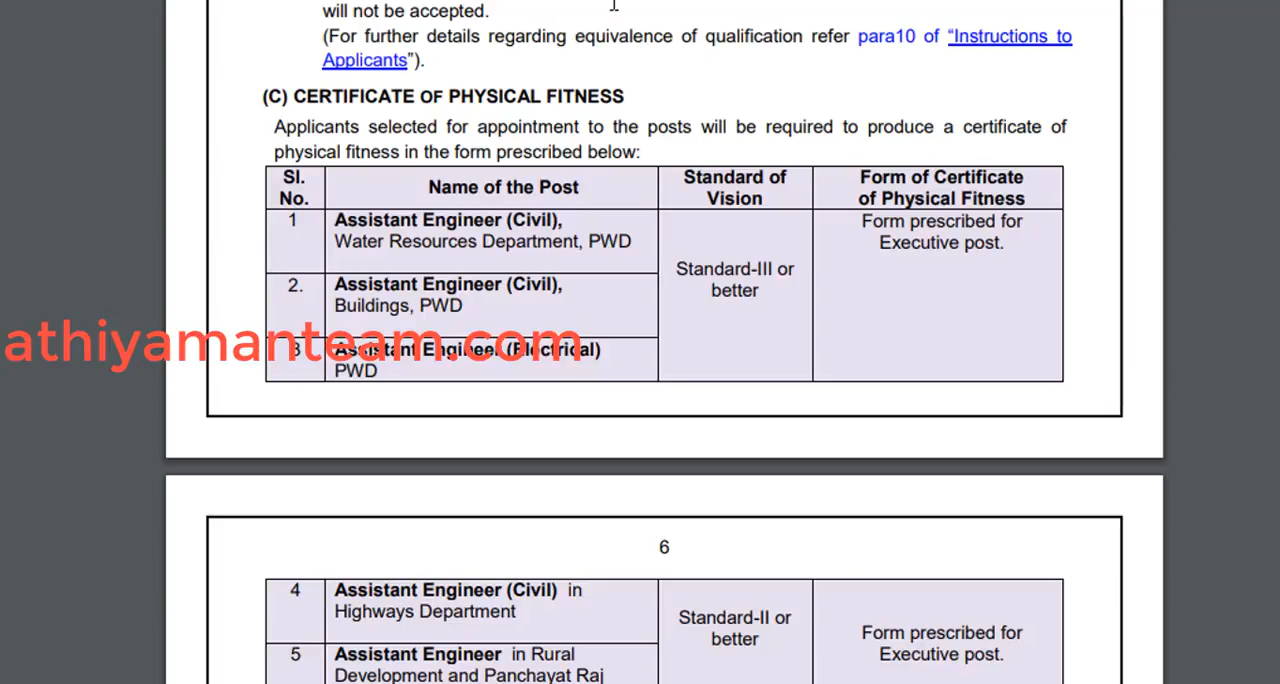 will not be accepted.
(For further details regarding equivalence of qualification refer para10 of “Instructions to
Applicants”).
(C) CERTIFICATE OF PHYSICAL FITNESS
Applicants selected for appointment to the posts will be required to produce a certificate of
physical fitness in the form prescribed below:
Sl. No. Name of the Post Standard of Vision Form of Certificate of Physical Fitness
1 Assistant Engineer (Civil),
Water Resources Department, PWD
Standard-III or better
Form prescribed for
Executive post.
2. Assistant Engineer (Civil),
Buildings, PWD
3 Assistant Engineer (Electrical)
PWD
athiyamanteam.com
6
4 Assistant Engineer (Civil) in
Highways Department
Standard-II or
better
Form prescribed for
Executive post.
5 Assistant Engineer in Rural
Development and Panchayat Raj